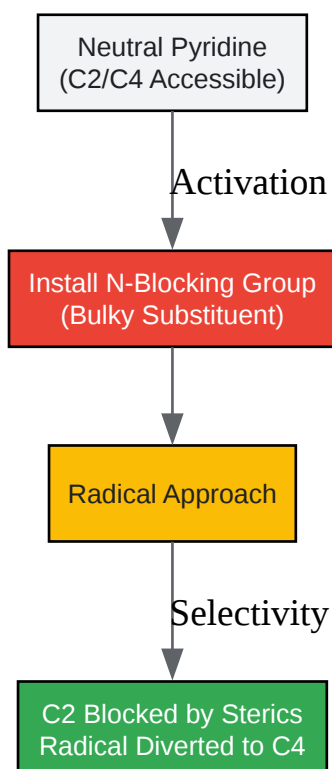 Neutral Pyridine
(C2/C4 Accessible)
Activation
Install N-Blocking Group
(Bulky Substituent)
Radical Approach
Selectivity
C2 Blocked by Sterics
Radical Diverted to C4